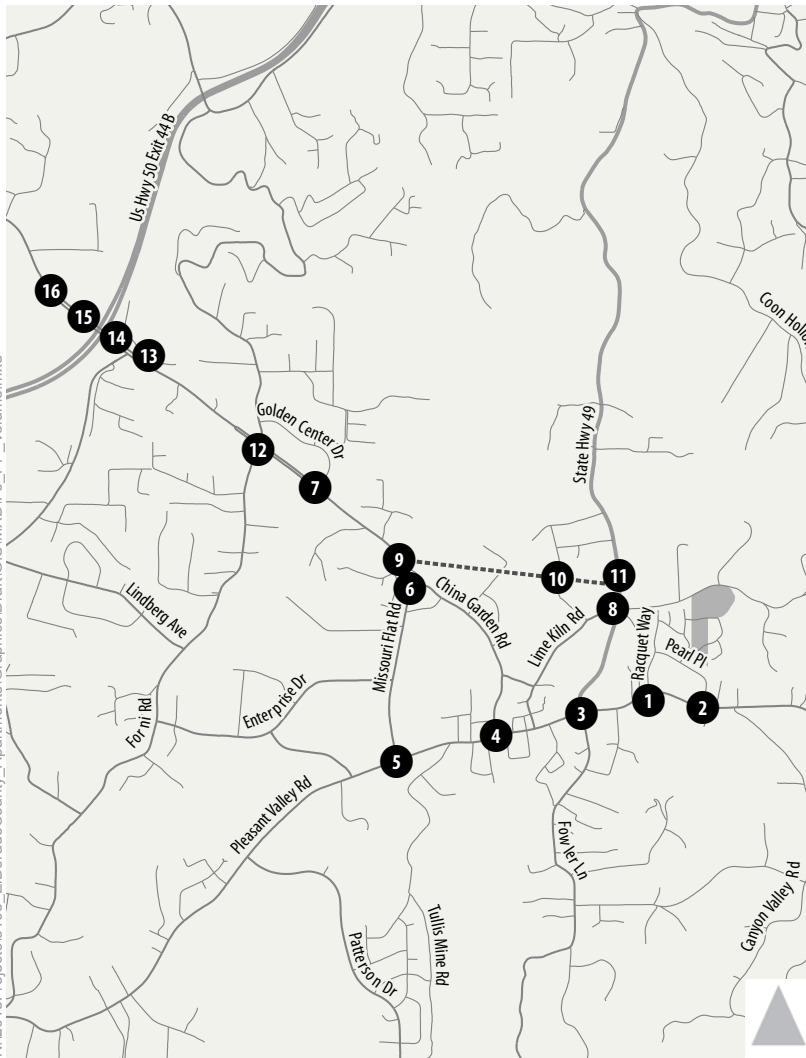 Us Hwy 50 Exit 44B
16
15
14
13
Coon
State Hwy 49
Golden Center Dr
12
7
9
10
11
6
8
China Garden Rd
Lime Kiln Rd
Racquet Way
Pearl Pl
Lindberg Ave
Missouri Flat Rd
1
2
3
4
5
Enterprise Dr
Forni Rd
Pleasant Valley Rd
Fowler Ln
Canyon Valley Rd
Tullis Mine Rd
Patterson Dr